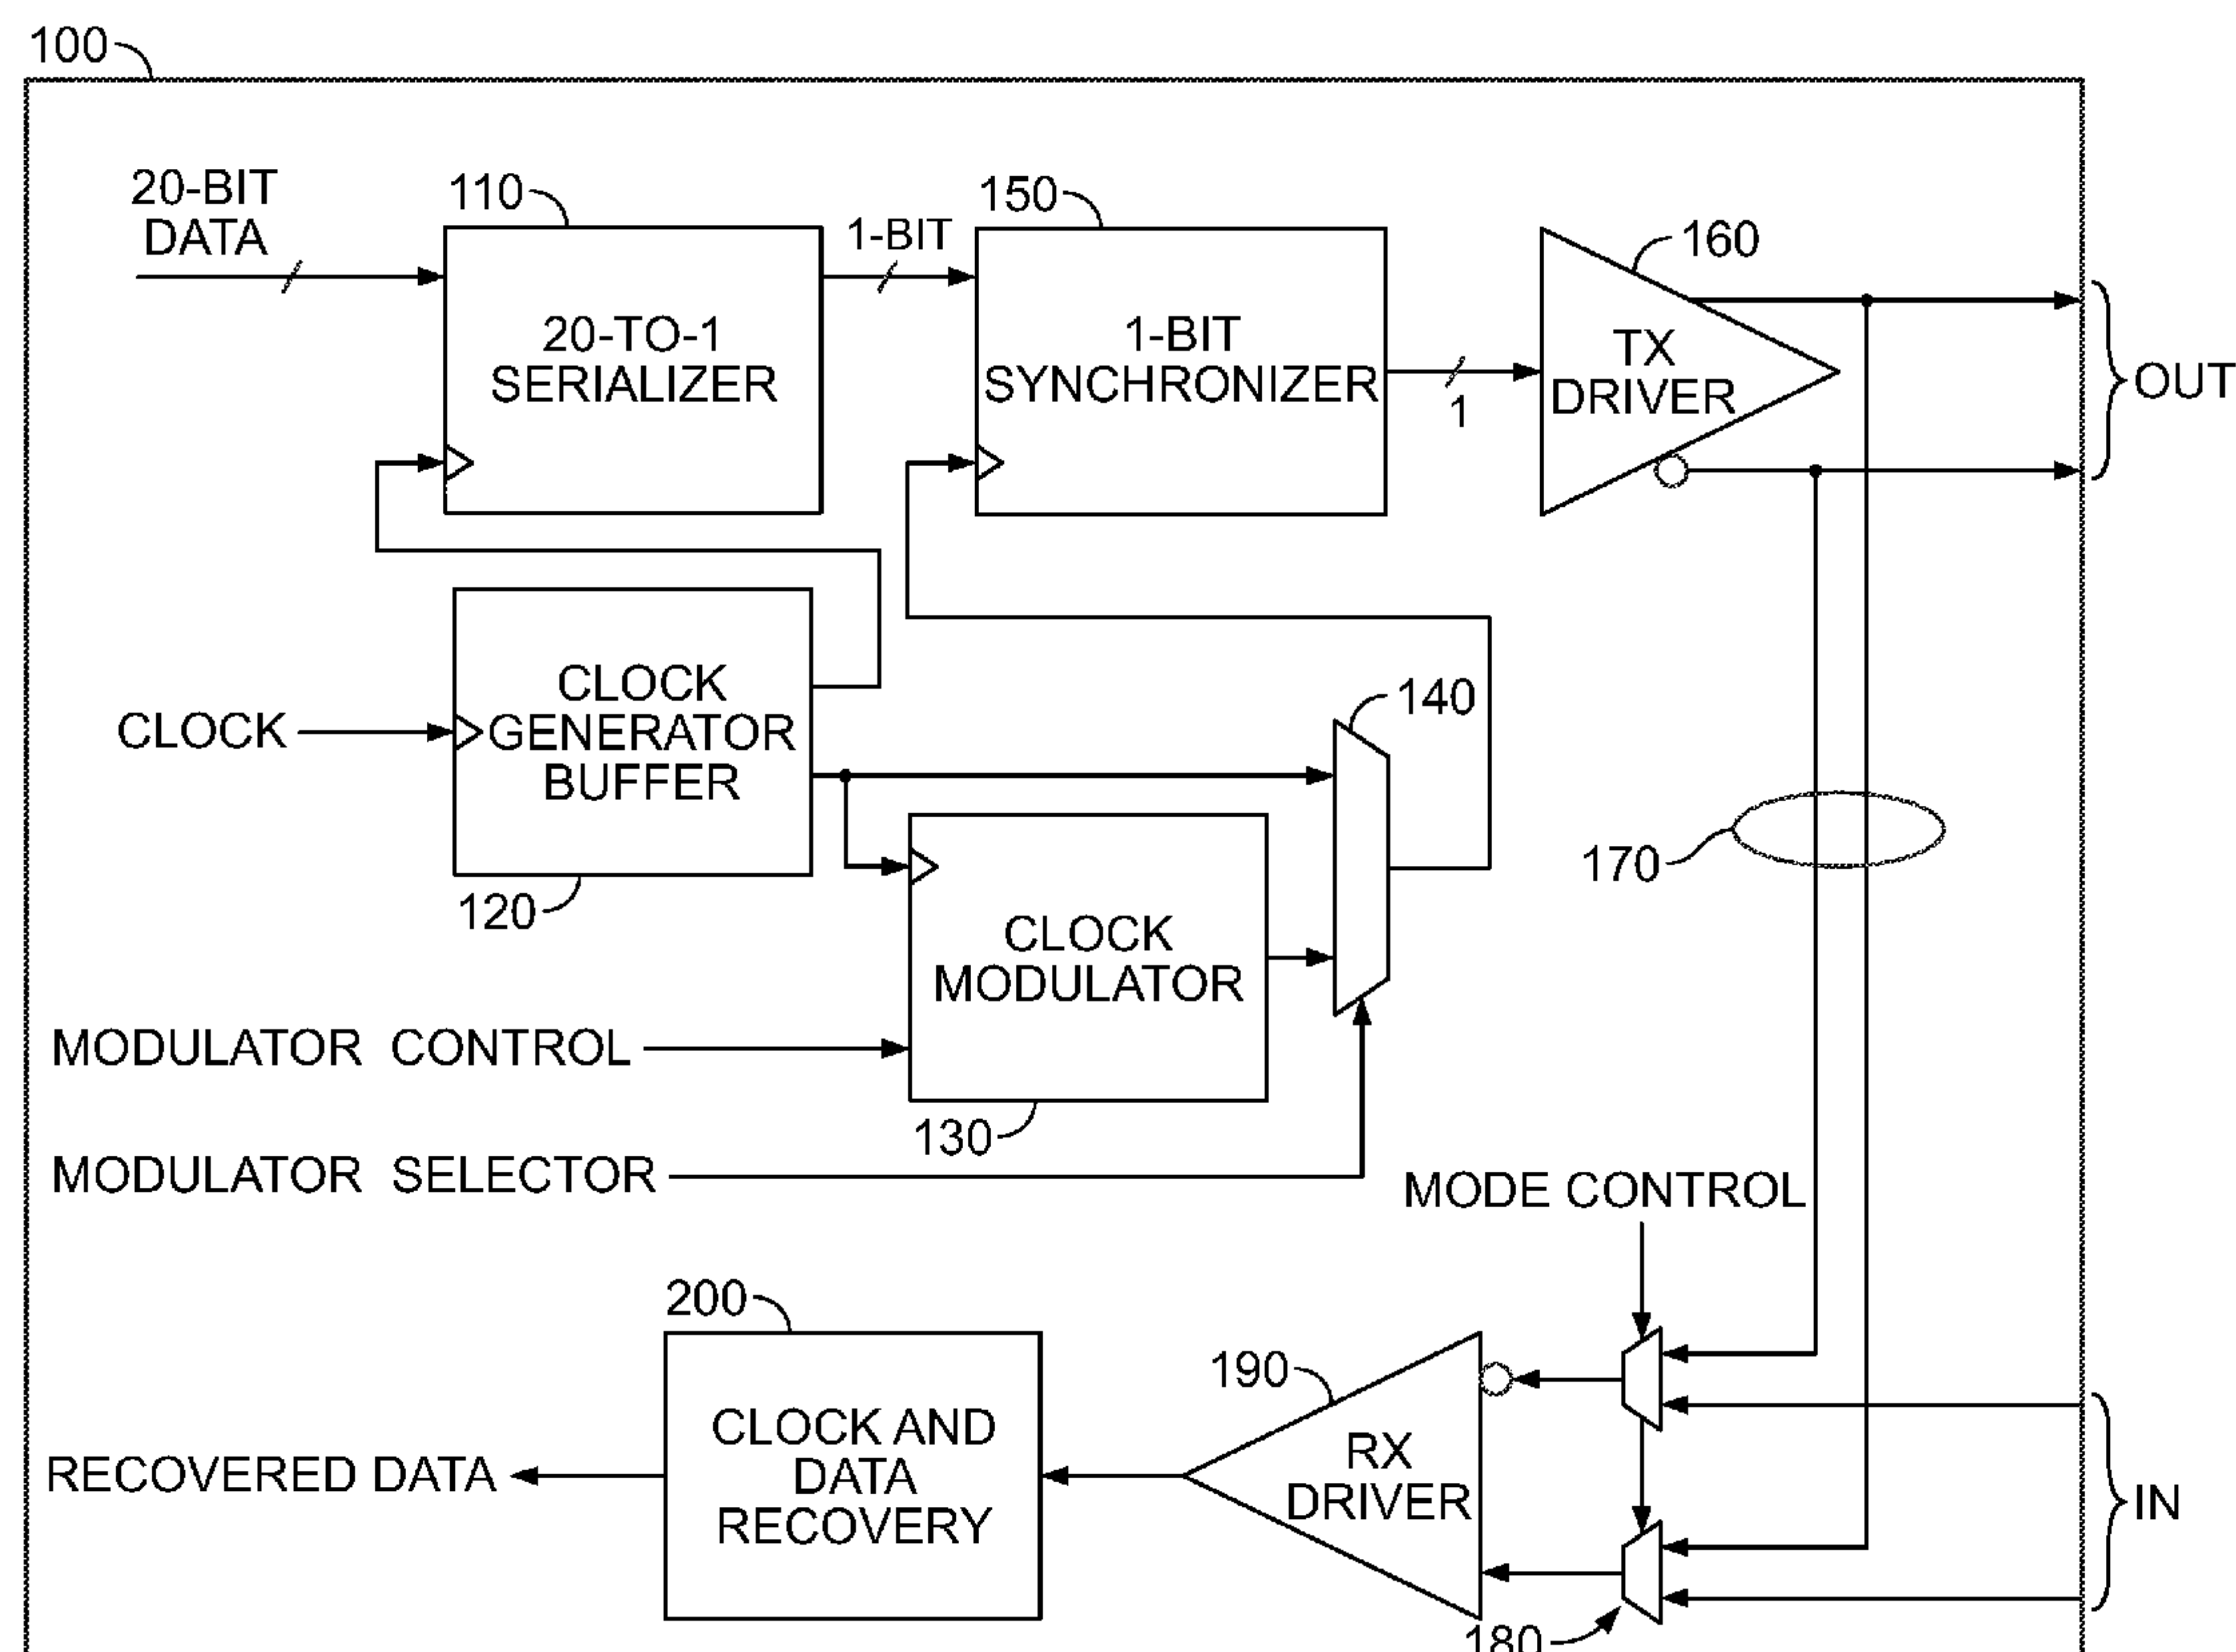 100
20-BIT
DATA
110
1-BIT
150
160
20-TO-1
SERIALIZER
1-BIT
SYNCHRONIZER
1
TX
DRIVER
OUT
CLOCK
CLOCK
GENERATOR
BUFFER
120
140
170
CLOCK
MODULATOR
130
MODULATOR CONTROL
MODULATOR SELECTOR
MODE CONTROL
200
190
CLOCK AND
DATA
RECOVERY
RX
DRIVER
RECOVERED DATA
IN
180